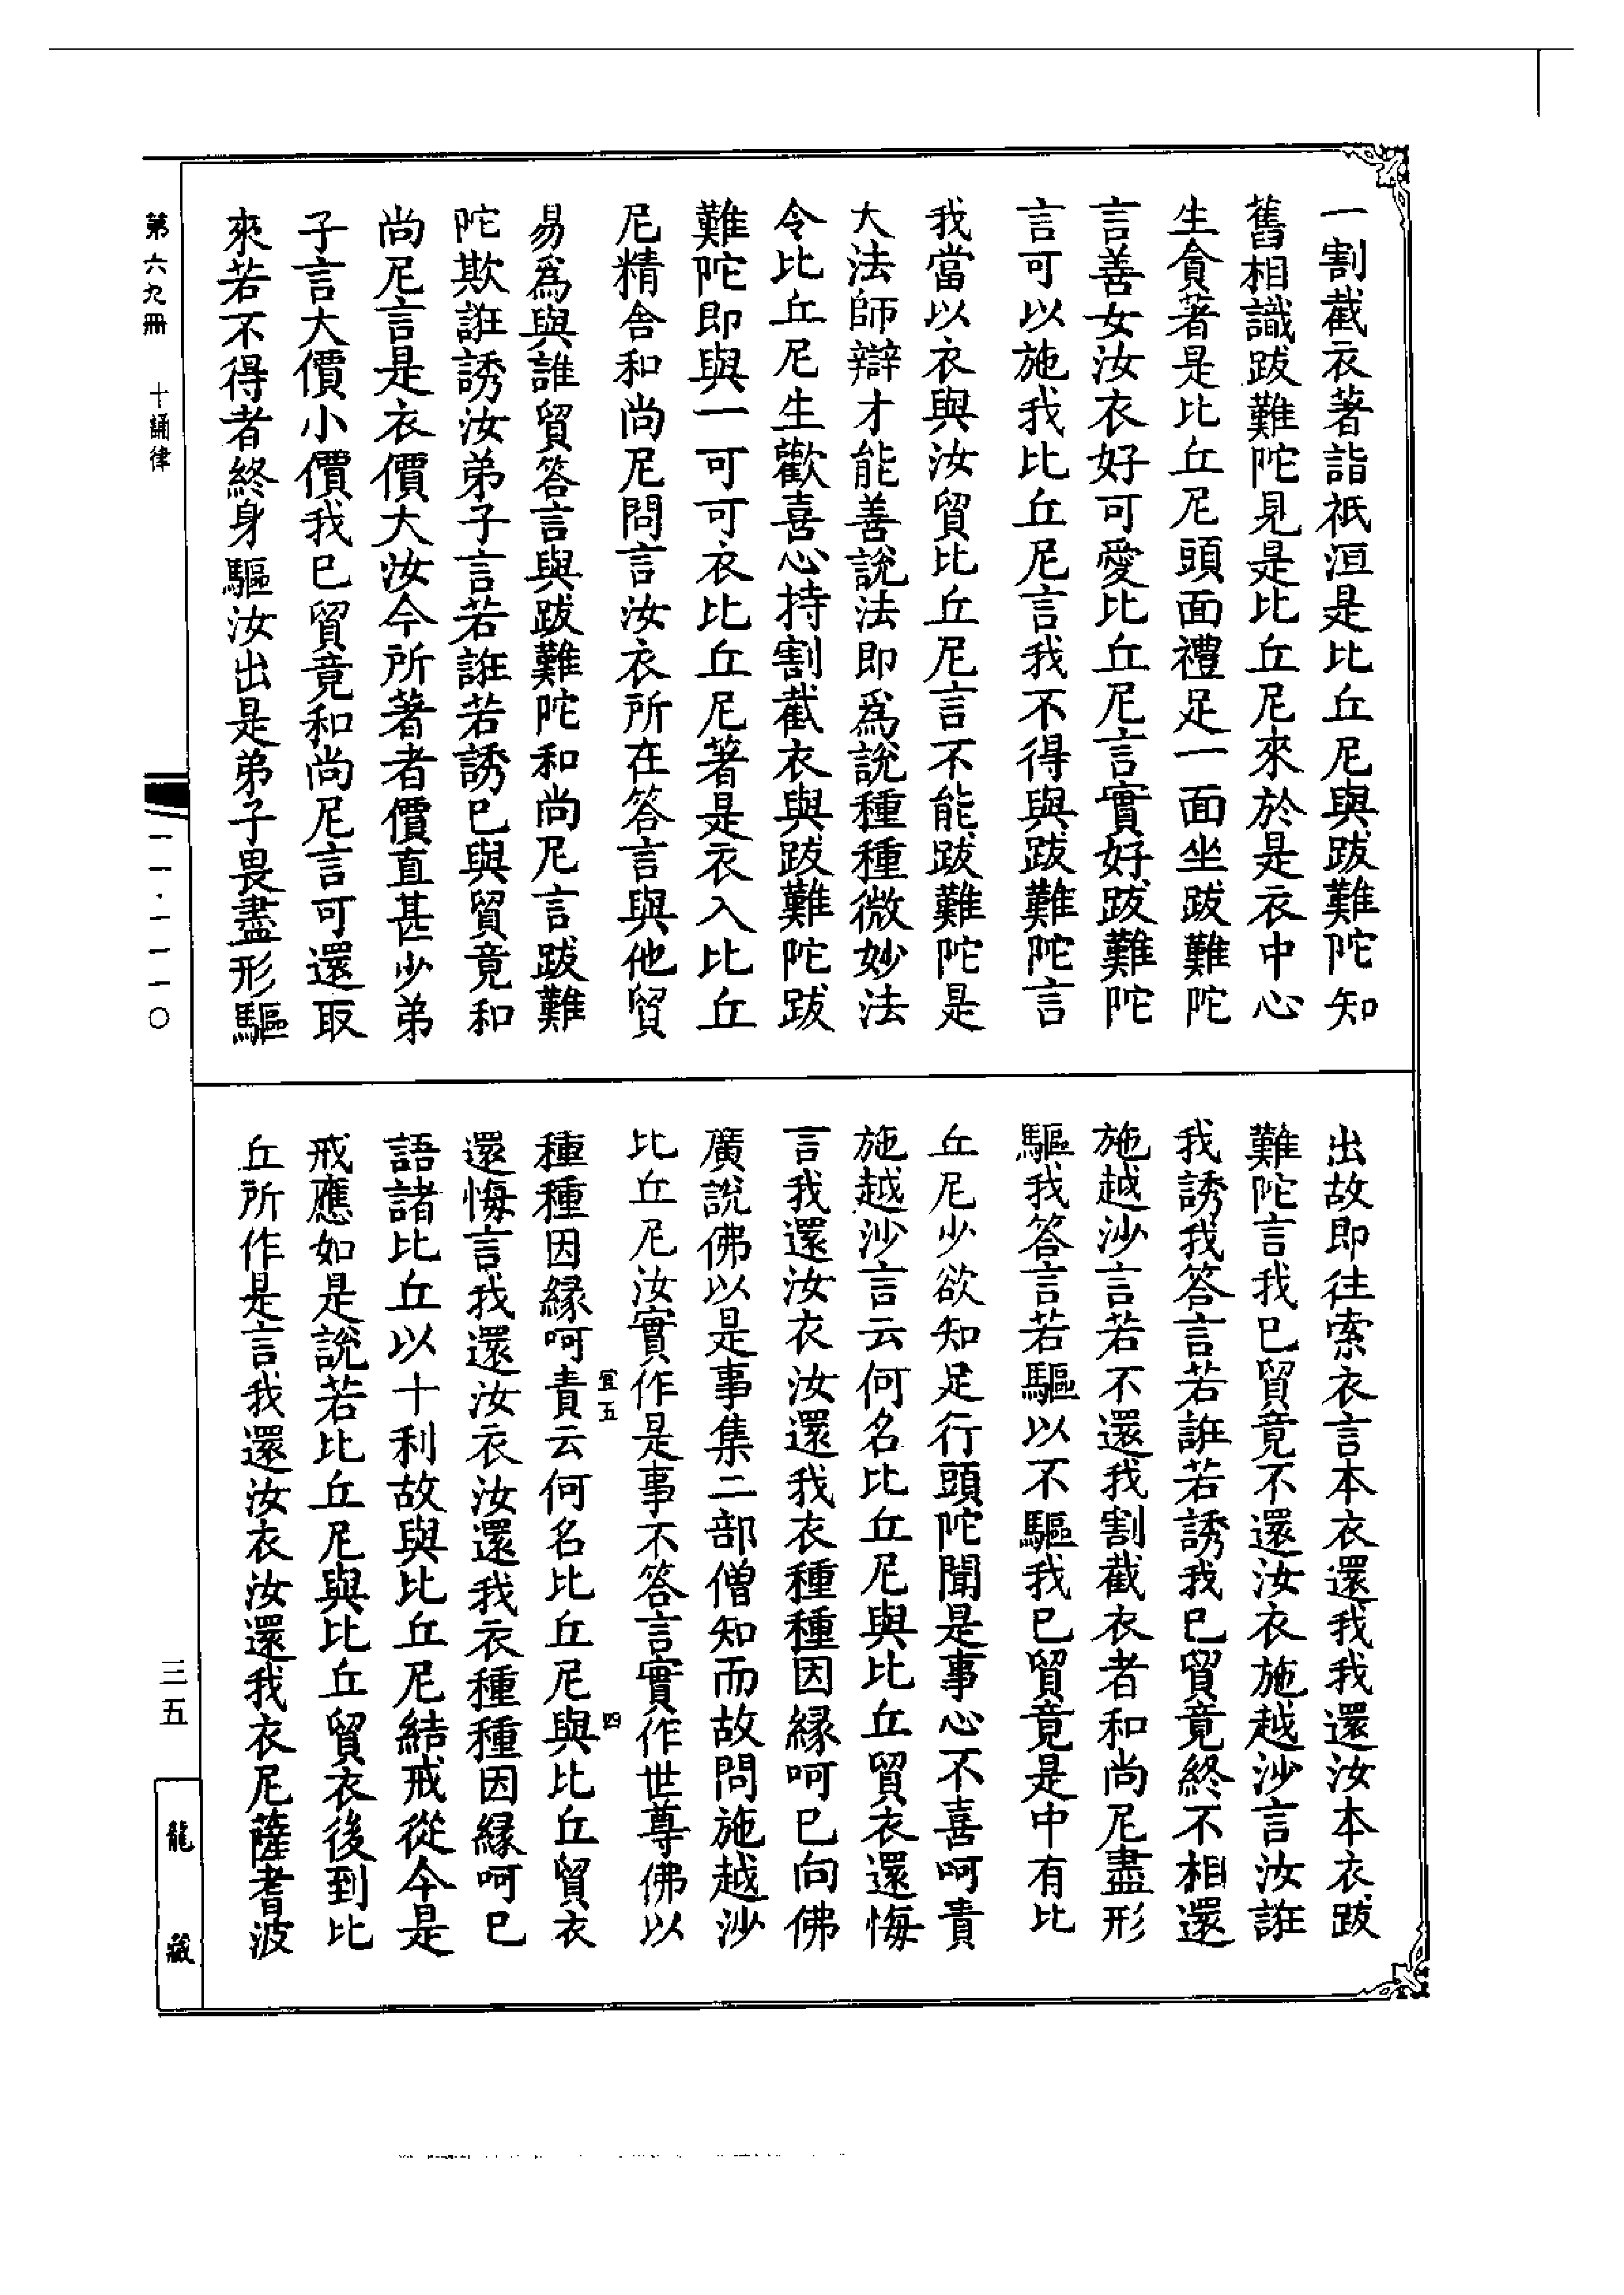 一割截衣著詣祇洹是比丘尼與跋難陀知
舊相識跋難陀見是比丘尼來於是衣中心
生貪著是比丘尼頭面禮足一面坐跋難陀
言善女汝衣好可愛比丘尼言實好跋難陀
言可以施我比丘尼言我不得與跋難陀言
我當以衣與汝貿比丘尼言不能跋難陀是
大法師辯才能善說法即爲說種種微妙法
令比丘尼生歡喜心持割截衣與跋難陀跋
難陀即與一可可衣比丘尼著是衣入比丘
尼精舍和尚尼問言汝衣所在答言與他貿
易爲與誰貿答言與跋難陀和尚尼言跋難
陀欺誑誘汝弟子言若誑若誘已與貿竟和
尚尼言是衣價大汝今所著者價直甚少弟
子言大價小價我已貿竟和尚尼言可還取
來若不得者終身驅汝出是弟子畏盡形驅
出故即往索衣言本衣還我我還汝本衣跋
難陀言我已貿竟不還汝衣施越沙言汝誑
我誘我答言若誑若誘我已貿竟終不相還
施越沙言若不還我割截衣者和尚尼盡形
驅我答言若驅以不驅我已貿竟是中有比
丘尼少欲知足行頭陀聞是事心不喜呵責
施越沙言云何名比丘尼與比丘貿衣還悔
言我還汝衣汝還我衣種種因緣呵已向佛
廣說佛以是事集二部僧知而故問施越沙
比丘尼汝實作是事不答言實作世尊佛以
宜五
四
種種因緣呵責云何名比丘尼與比丘貿衣
還悔言我還汝衣汝還我衣種種因緣呵已
語諸比丘以十利故與比丘尼結戒從今是
戒應如是說若比丘尼與比丘貿衣後到比
丘所作是言我還汝衣汝還我衣尼薩耆波
第六九冊
十誦律
一一·一一一〇
三五
龍藏